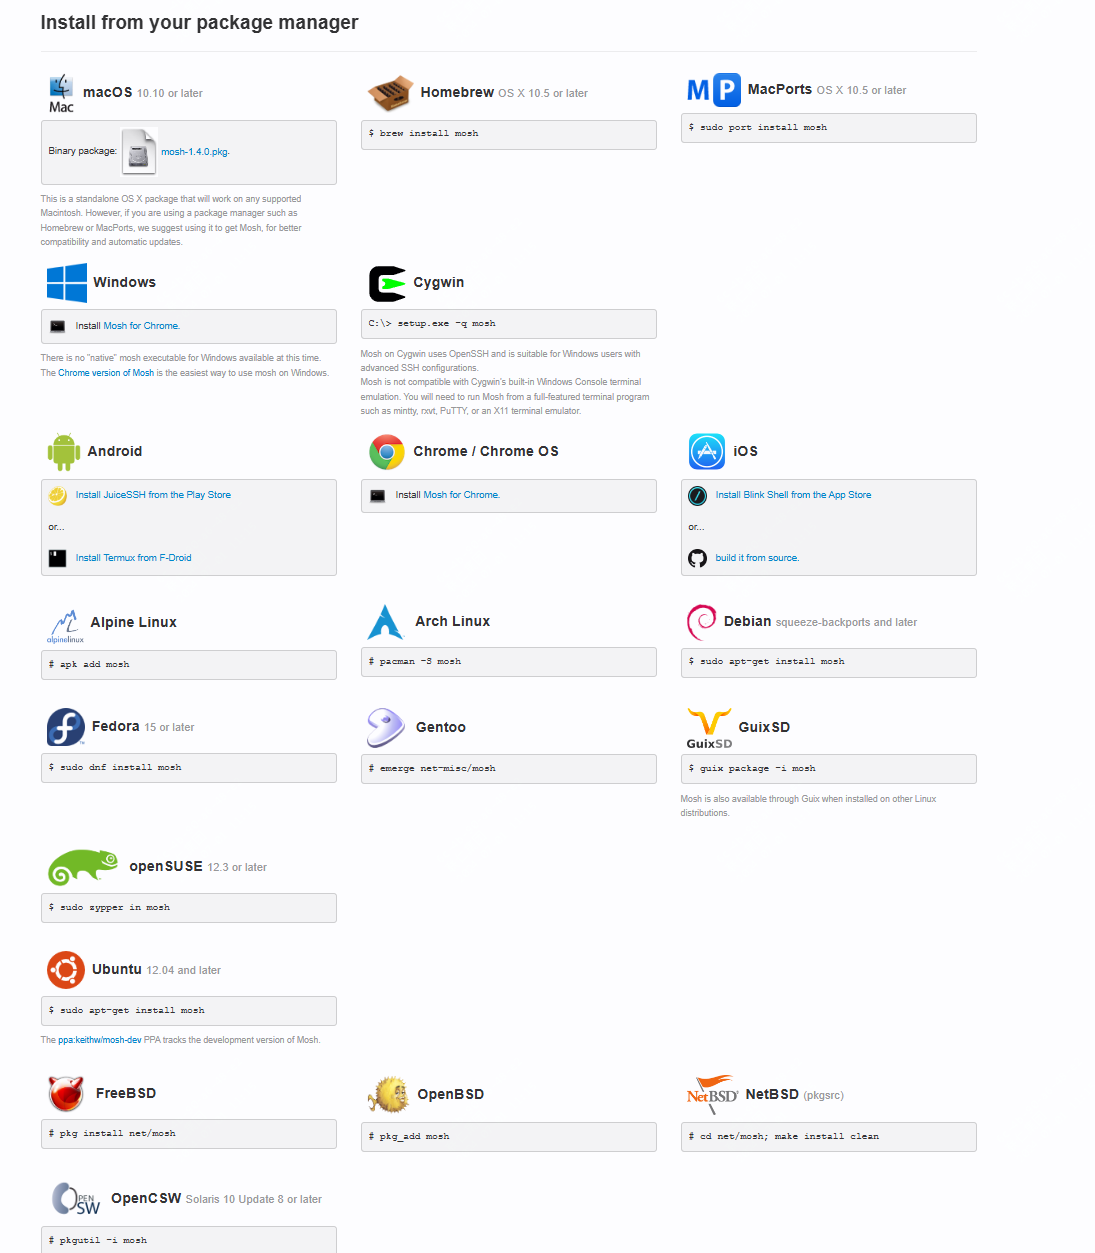 Install from your package manager
Mac
macOS 10.10 or later
Binary package: mosh-1.4.0.pkg.
This is a standalone OS X package that will work on any supported
Macintosh. However, if you are using a package manager such as
Homebrew or MacPorts, we suggest using it to get Mosh, for better
compatibility and automatic updates.
Homebrew OS X 10.5 or later
$ brew install mosh
M P
MacPorts OS X 10.5 or later
$ sudo port install mosh
Windows
Install Mosh for Chrome.
There is no "native" mosh executable for Windows available at this time.
The Chrome version of Mosh is the easiest way to use mosh on Windows.
Cygwin
C:\> setup.exe -q mosh
Mosh on Cygwin uses OpenSSH and is suitable for Windows users with
advanced SSH configurations.
Mosh is not compatible with Cygwin's built-in Windows Console terminal
emulation. You will need to run Mosh from a full-featured terminal program
such as mintty, rxvt, PuTTY, or an X11 terminal emulator.
Android
Install JuiceSSH from the Play Store
or...
Install Termux from F-Droid
Chrome / Chrome OS
Install Mosh for Chrome.
iOS
Install Blink Shell from the App Store
or...
build it from source.
alpinelinux
Alpine Linux
# apk add mosh
Arch Linux
# pacman -S mosh
Debian squeeze-backports and later
$ sudo apt-get install mosh
Fedora 15 or later
$ sudo dnf install mosh
Gentoo
# emerge net-misc/mosh
GuixSD
GuixSD
$ guix package -i mosh
Mosh is also available through Guix when installed on other Linux
distributions.
openSUSE 12.3 or later
$ sudo zypper in mosh
Ubuntu 12.04 and later
$ sudo apt-get install mosh
The ppa:keithw/mosh-dev PPA tracks the development version of Mosh.
FreeBSD
# pkg install net/mosh
OpenBSD
# pkg_add mosh
NetBSD
NetBSD (pkgsrc)
# cd net/mosh; make install clean
OPEN
CSW
OpenCSW Solaris 10 Update 8 or later
# pkgutil -i mosh